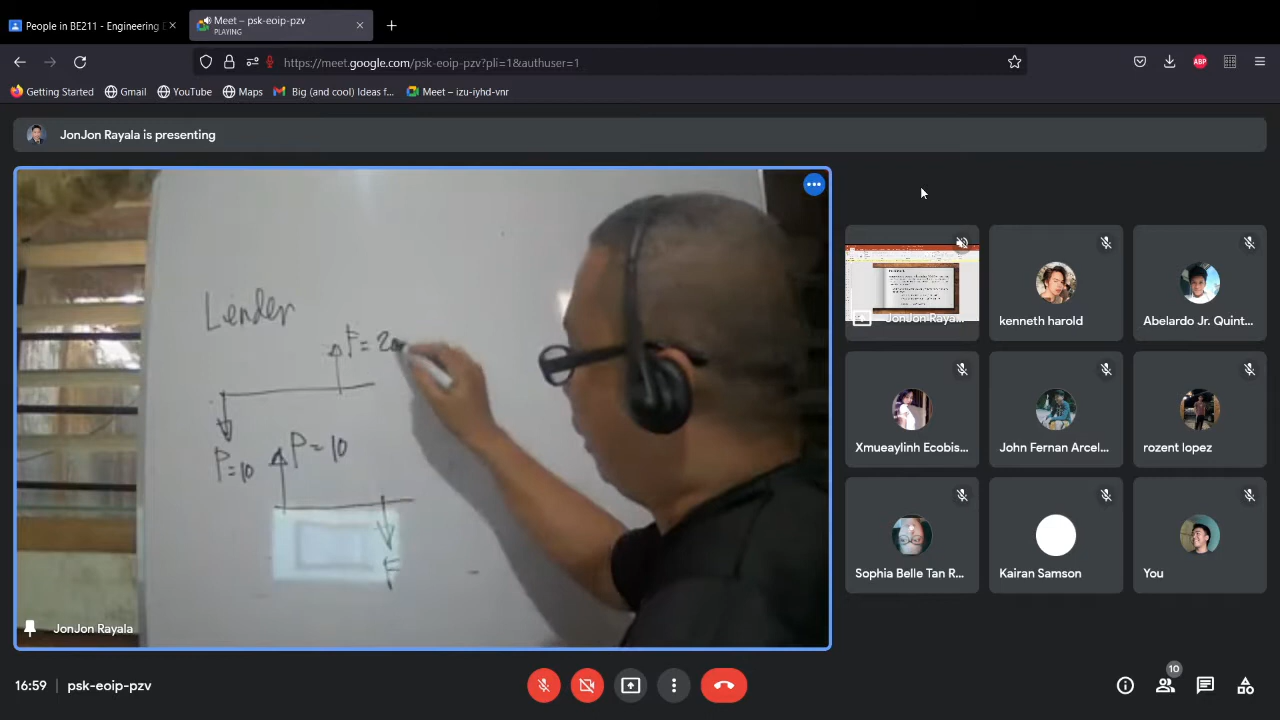 People in BE211 - Engineering E
Meet – psk-eoip-pzv
PLAYING
https://meet.google.com/psk-eoip-pzv?pli=1&authuser=1
ABP
Getting Started
Gmail
YouTube
Maps
Big (and cool) Ideas f...
Meet – izu-iyhd-vnr
JonJon Rayala is presenting
Lender
F = 20
P = 10
P = 10
F
JonJon Rayala
JonJon Raya...
kenneth harold
Abelardo Jr. Quint...
Xmueaylinh Ecobis...
John Fernan Arcel...
rozent lopez
Sophia Belle Tan R...
Kairan Samson
You
16:59
psk-eoip-pzv
10